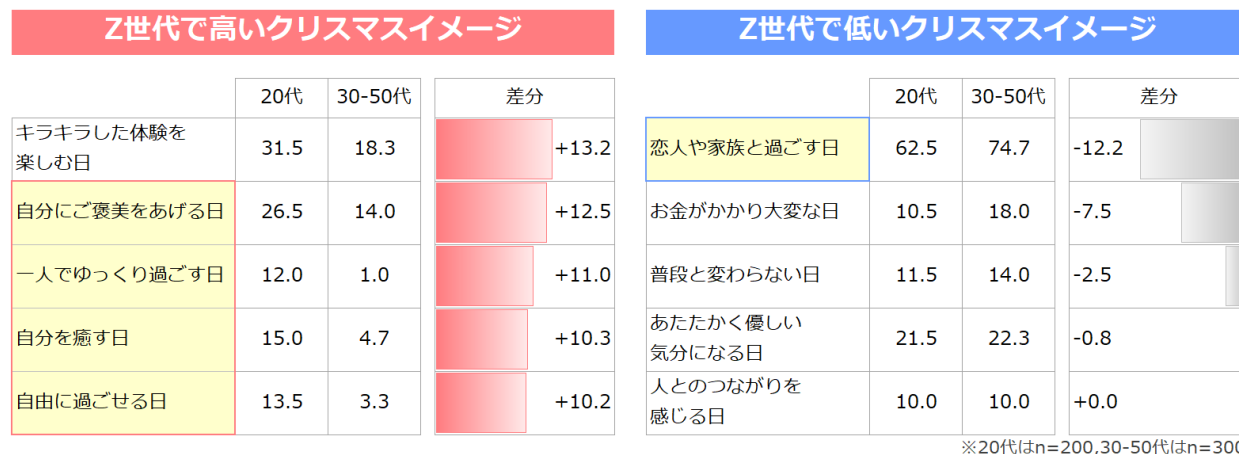 Z世代で高いクリスマスイメージ
20代 30-50代 差分
キラキラした体験を
楽しむ日 31.5 18.3 +13.2
自分にご褒美をあげる日 26.5 14.0 +12.5
一人でゆっくり過ごす日 12.0 1.0 +11.0
自分を癒す日 15.0 4.7 +10.3
自由に過ごせる日 13.5 3.3 +10.2
Z世代で低いクリスマスイメージ
20代 30-50代 差分
恋人や家族と過ごす日 62.5 74.7 -12.2
お金がかかり大変な日 10.5 18.0 -7.5
普段と変わらない日 11.5 14.0 -2.5
あたたかく優しい
気分になる日 21.5 22.3 -0.8
人とのつながりを
感じる日 10.0 10.0 +0.0
※20代はn=200,30-50代はn=300